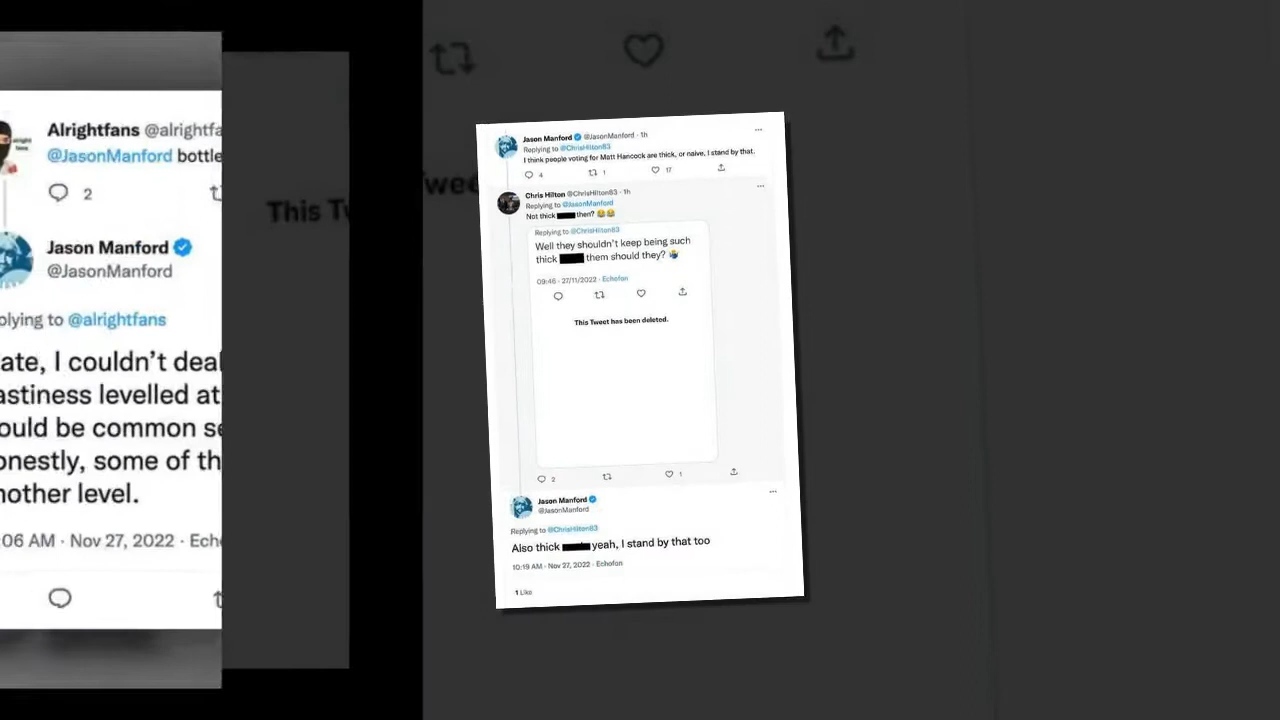 Alrightfans @alrightfa
@JasonManford bottle
2
Jason Manford
@JasonManford
plying to @alrightfans
ate, I couldn't deal
astiness levelled at
ould be common se
onestly, some of th
nother level.
:06 AM · Nov 27, 2022 · Echo
This Tw
Twee
Jason Manford @JasonManford · 1h
Replying to @ChrisHilton83
I think people voting for Matt Hancock are thick, or naive, I stand by that.
4 1 17
Chris Hilton @ChrisHilton83 · 1h
Replying to @JasonManford
Not thick then? 😂😂
Replying to @ChrisHilton83
Well they shouldn't keep being such
thick them should they?
09:46 · 27/11/2022 · Echofon
This Tweet has been deleted.
2 1
Jason Manford
@JasonManford
Replying to @ChrisHilton83
Also thick yeah, I stand by that too
10:19 AM · Nov 27, 2022 · Echofon
1 Like